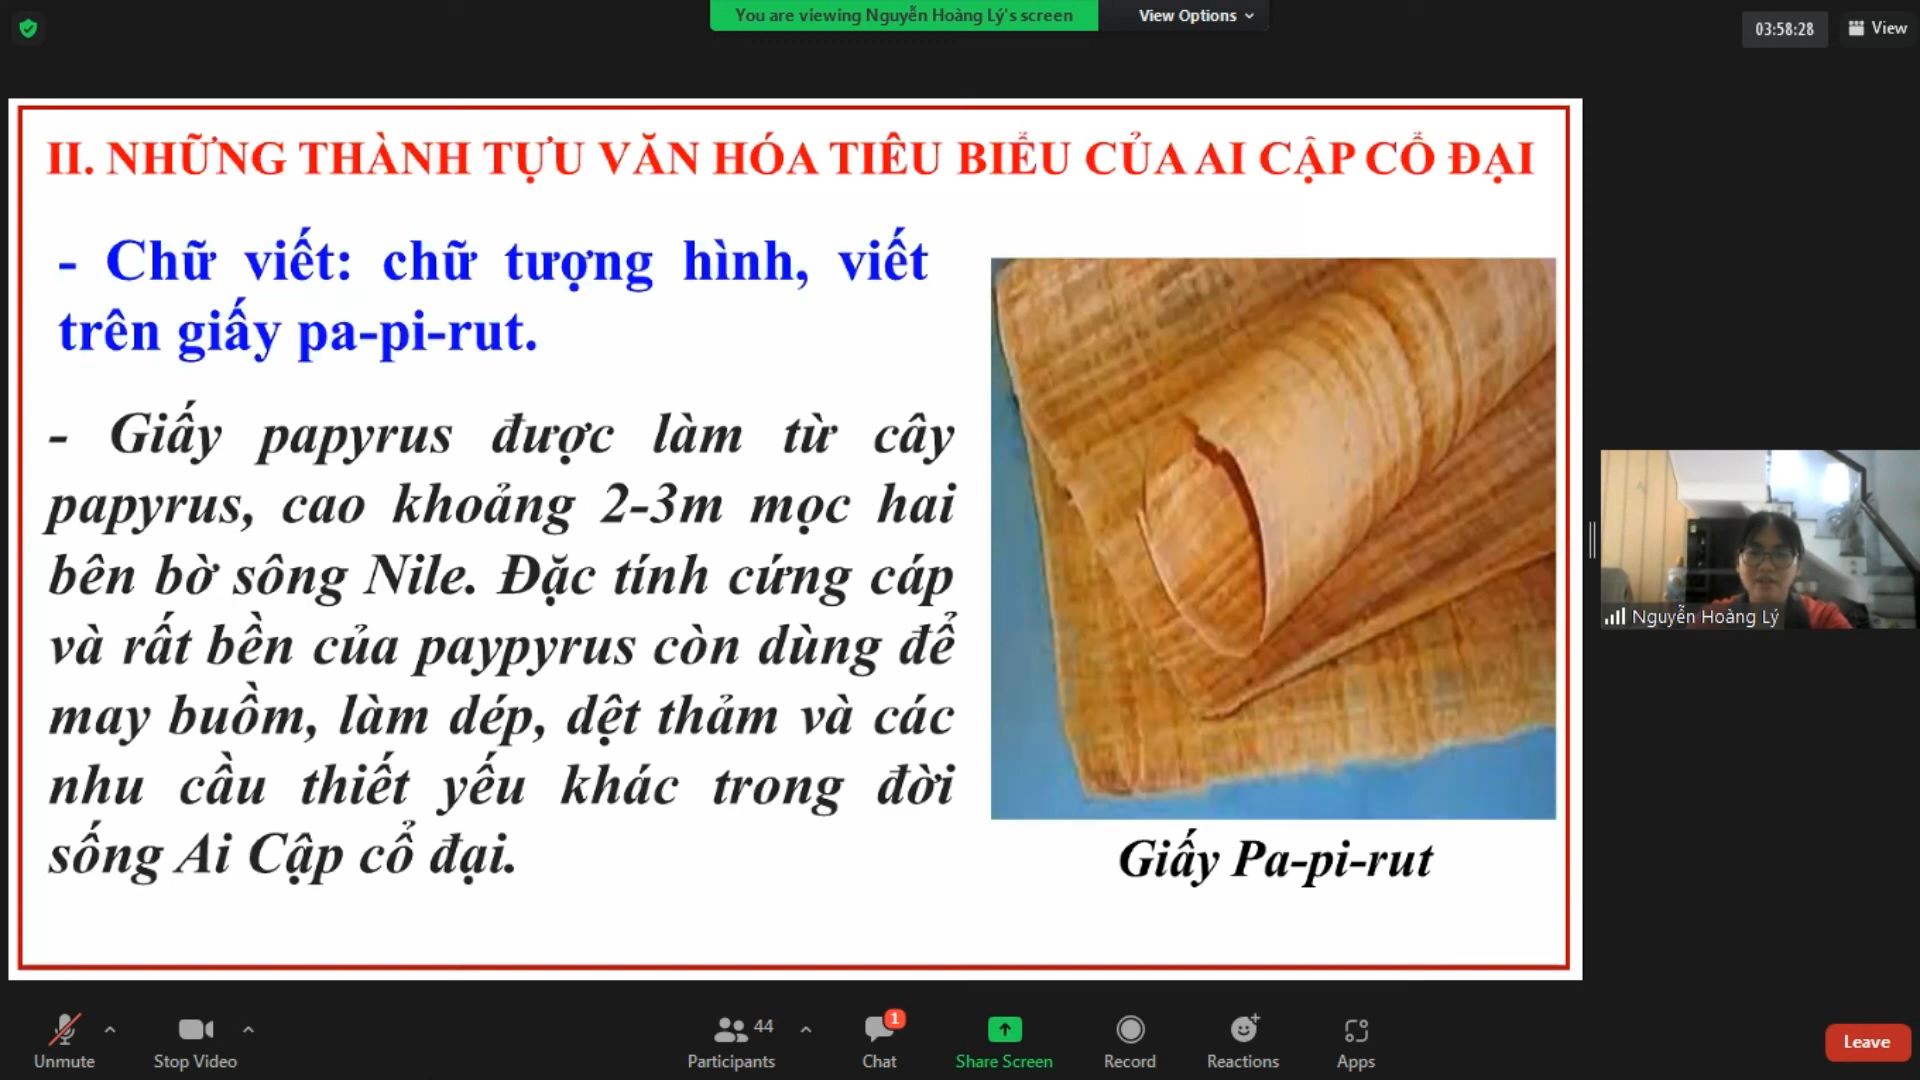 You are viewing Nguyễn Hoàng Lý's screen
View Options
03:58:28
View
II. NHỮNG THÀNH TỰU VĂN HÓA TIÊU BIỂU CỦA AI CẬP CỔ ĐẠI
- Chữ viết: chữ tượng hình, viết
trên giấy pa-pi-rut.
- Giấy papyrus được làm từ cây
papyrus, cao khoảng 2-3m mọc hai
bên bờ sông Nile. Đặc tính cứng cáp
và rất bền của paypyrus còn dùng để
may buồm, làm dép, dệt thảm và các
nhu cầu thiết yếu khác trong đời
sống Ai Cập cổ đại.
Giấy Pa-pi-rut
Nguyễn Hoàng Lý
Unmute
Stop Video
44
Participants
1
Chat
Share Screen
Record
Reactions
Apps
Leave